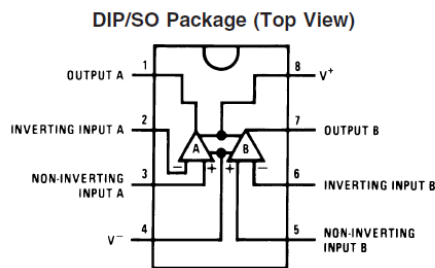 DIP/SO Package (Top View)
1
OUTPUT A
8
V+
2
INVERTING INPUT A
7
OUTPUT B
A
B
− + + −
NON-INVERTING
INPUT A
3
6
INVERTING INPUT B
4
V−
5
NON-INVERTING
INPUT B